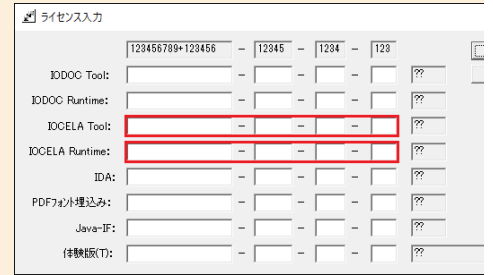 ライセンス入力
123456789+123456 - 12345 - 1234 - 123
IODOC Tool: - - - ??
IODOC Runtime: - - - ??
IOCELA Tool: - - - ??
IOCELA Runtime: - - - ??
IDA: - - - ??
PDFフォント埋込み: - - - ??
Java-IF: - - - ??
体験版(T): - - - ??